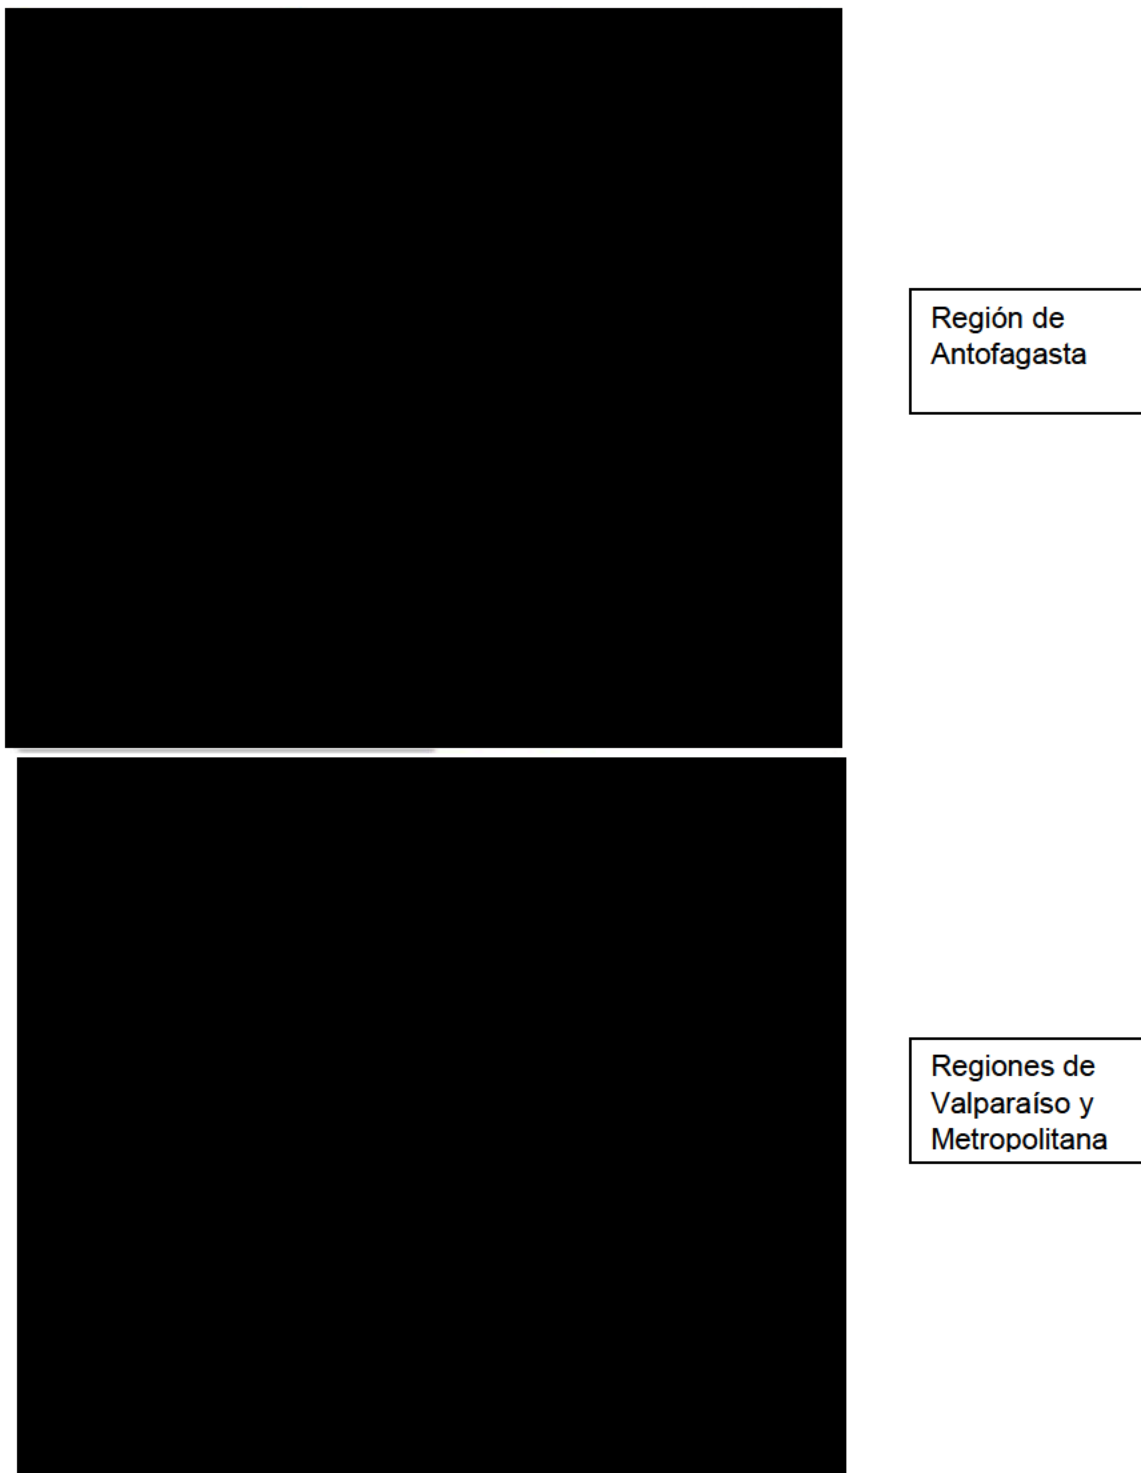 Región de
Antofagasta
Regiones de
Valparaíso y
Metropolitana